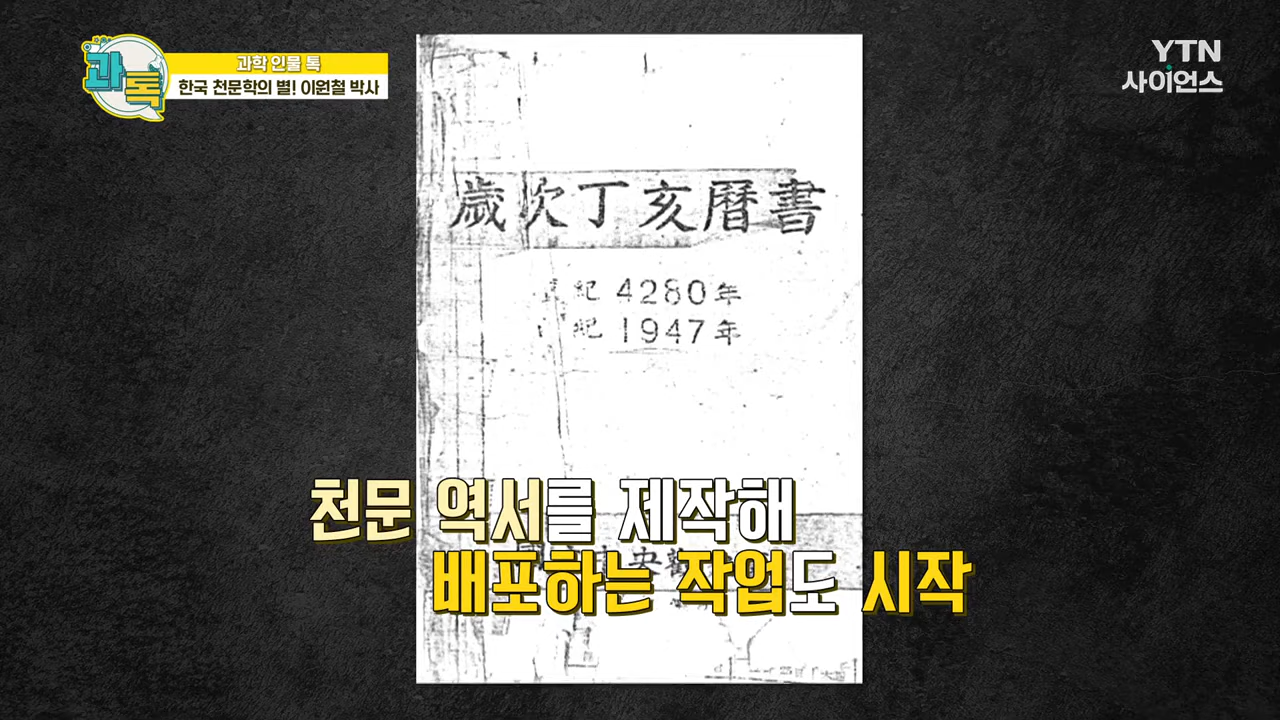 과톡
과학 인물 톡
한국 천문학의 별! 이원철 박사
YTN
사이언스
歲次丁亥曆書
紀 4280年
紀 1947年
천문 역서를 제작해
배포하는 작업도 시작